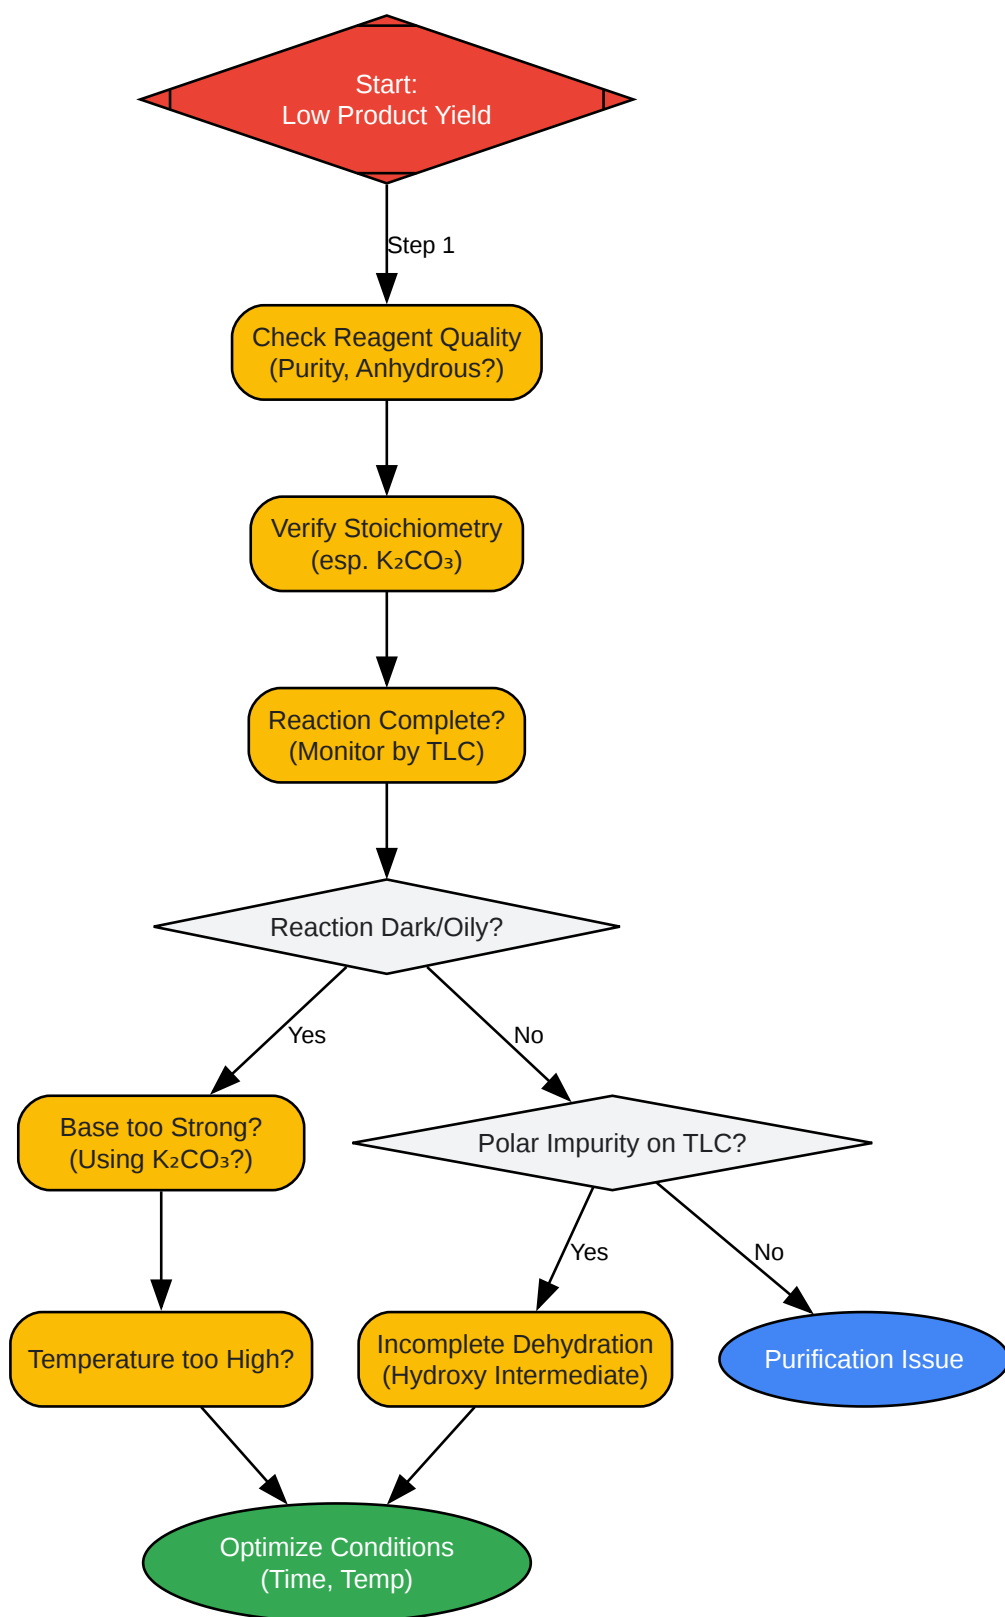 Start:
Low Product Yield
Step 1
Check Reagent Quality
(Purity, Anhydrous?)
Verify Stoichiometry
(esp. K₂CO₃)
Reaction Complete?
(Monitor by TLC)
Reaction Dark/Oily?
Yes
No
Base too Strong?
(Using K₂CO₃?)
Polar Impurity on TLC?
Yes
No
Temperature too High?
Incomplete Dehydration
(Hydroxy Intermediate)
Purification Issue
Optimize Conditions
(Time, Temp)